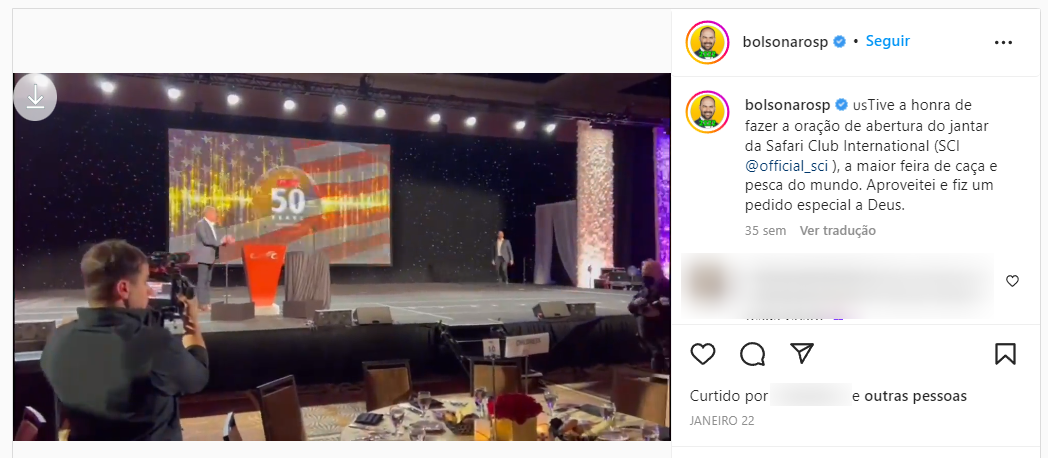 bolsonarosp • Seguir
bolsonarosp usTive a honra de
fazer a oração de abertura do jantar
da Safari Club International (SCI
@official_sci ), a maior feira de caça e
pesca do mundo. Aproveitei e fiz um
pedido especial a Deus.
35 sem Ver tradução
50
YEARS
Curtido por
e outras pessoas
JANEIRO 22